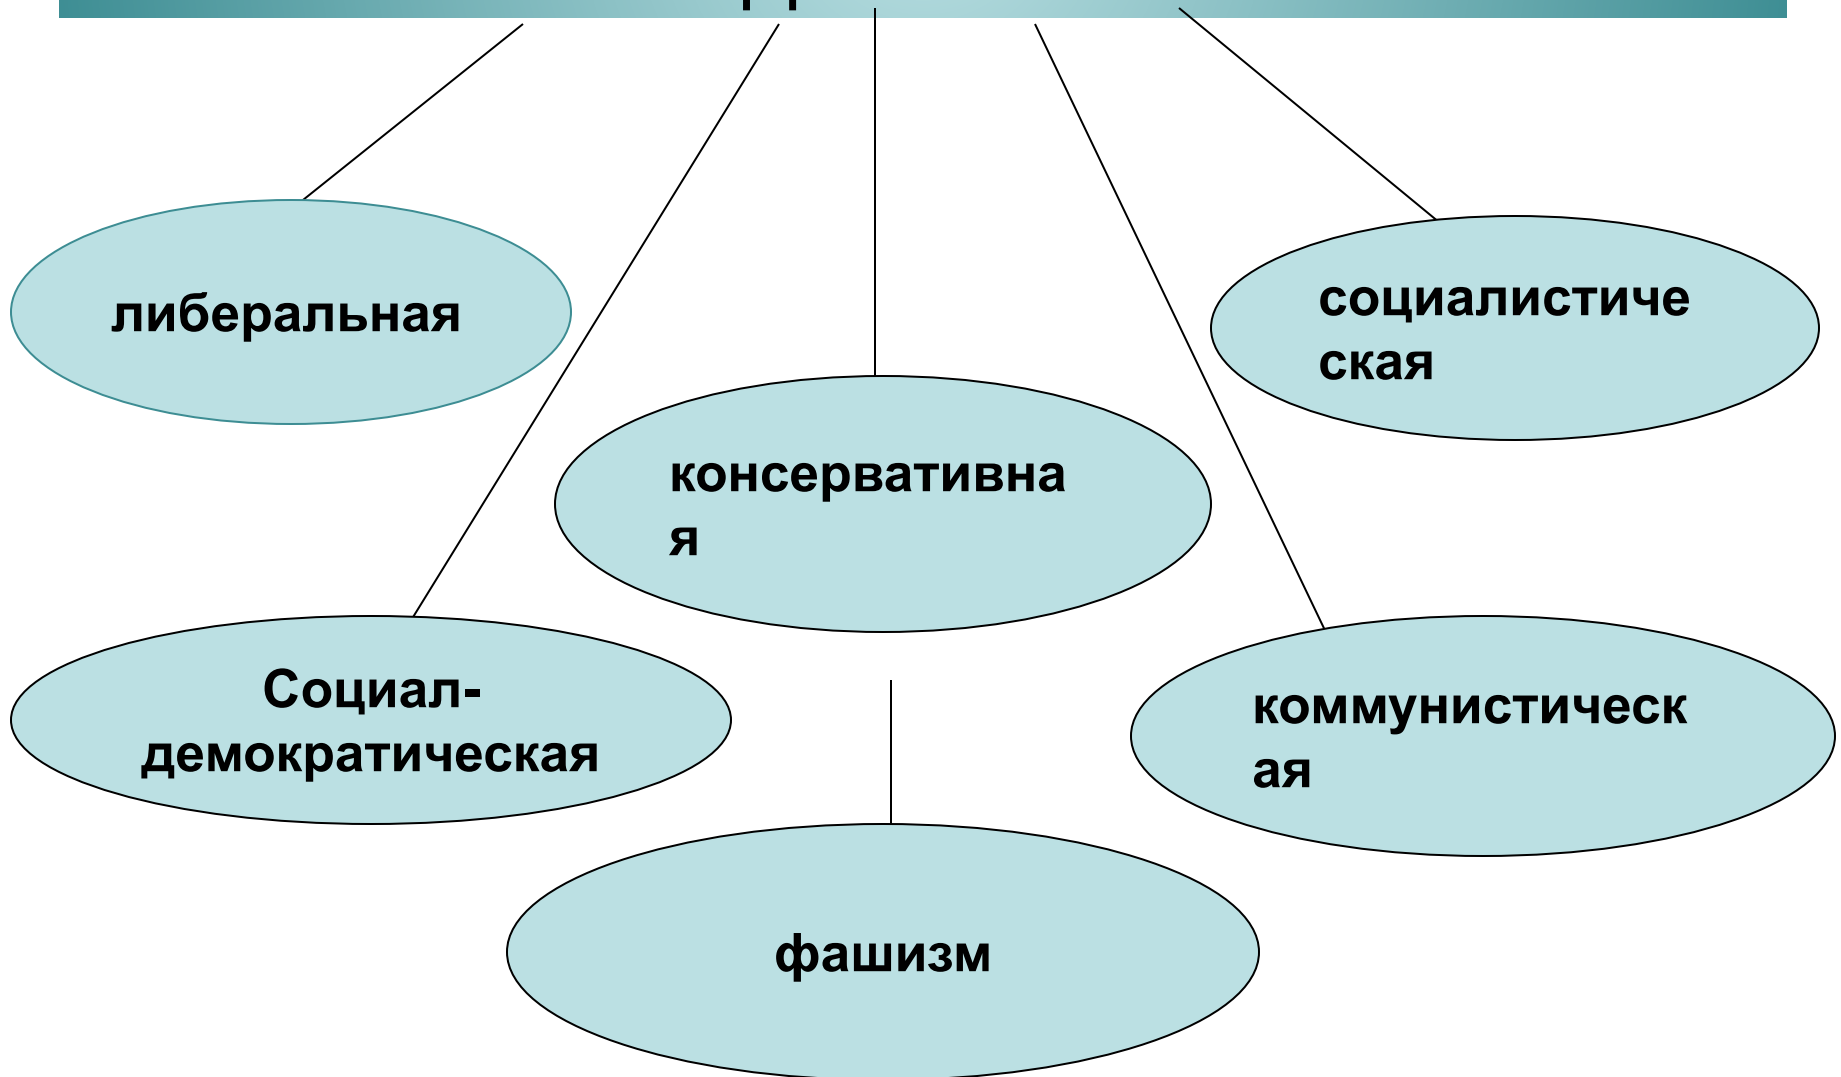 либеральная
социалистиче
ская
консервативна
я
Социал-
демократическая
коммунистическ
ая
фашизм